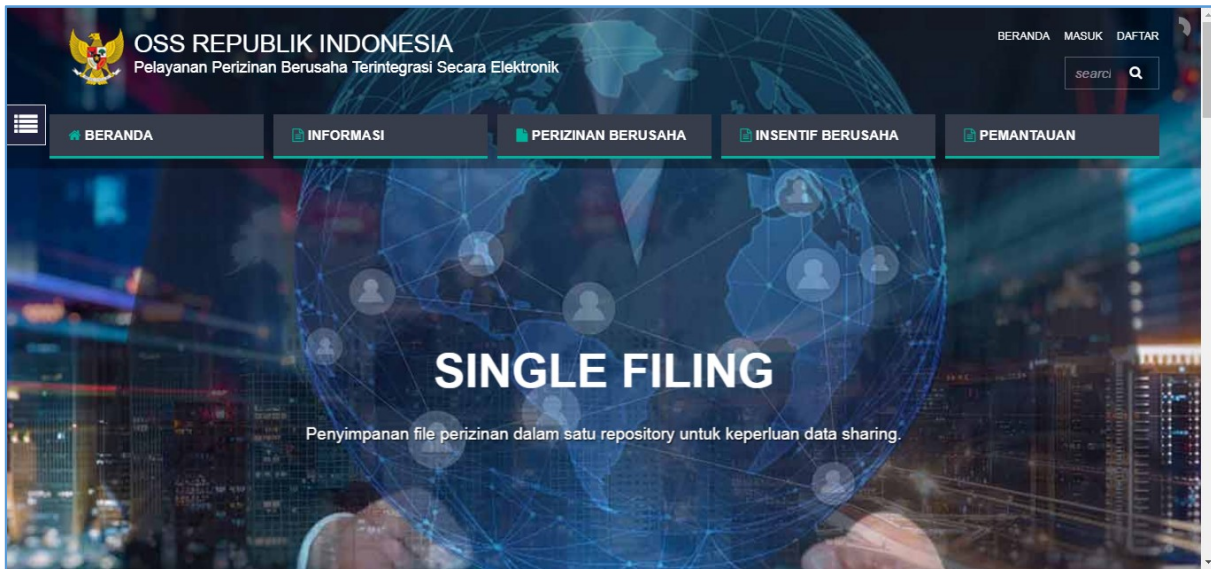 OSS REPUBLIK INDONESIA
Pelayanan Perizinan Berusaha Terintegrasi Secara Elektronik
BERANDA MASUK DAFTAR
searc
BERANDA INFORMASI PERIZINAN BERUSAHA INSENTIF BERUSAHA PEMANTAUAN
SINGLE FILING
Penyimpanan file perizinan dalam satu repository untuk keperluan data sharing.